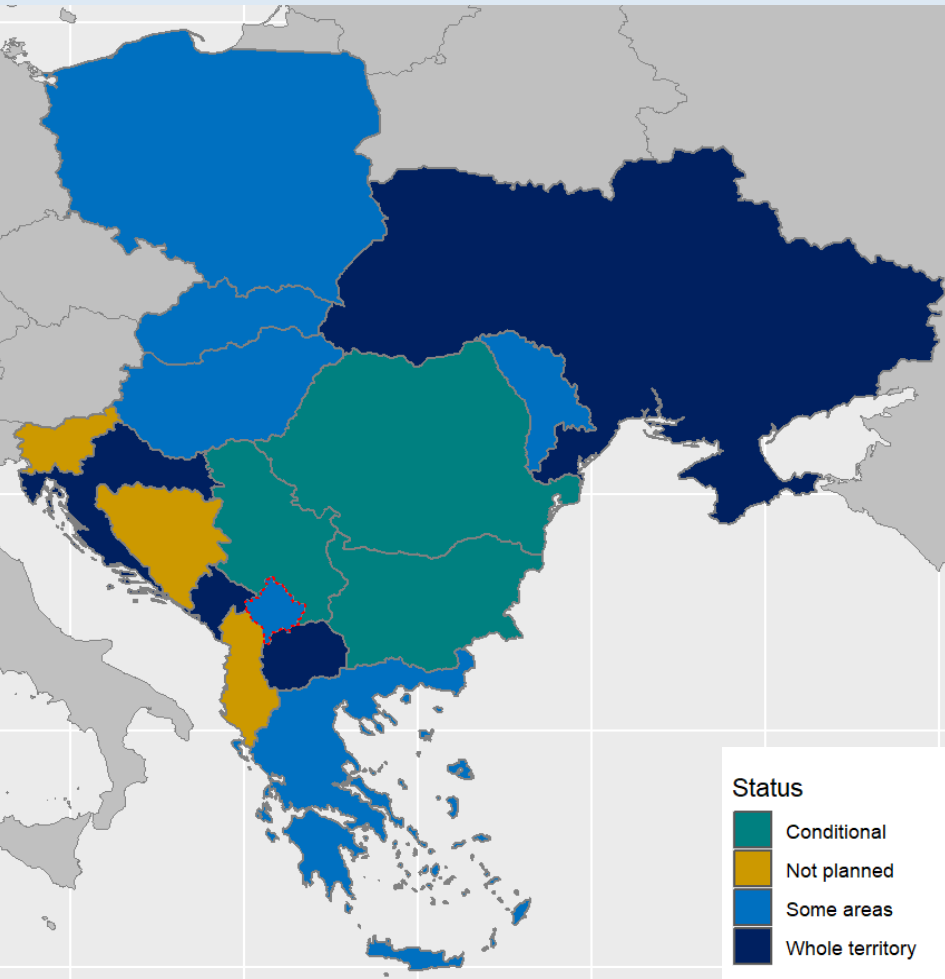 Status
Conditional
Not planned
Some areas
Whole territory